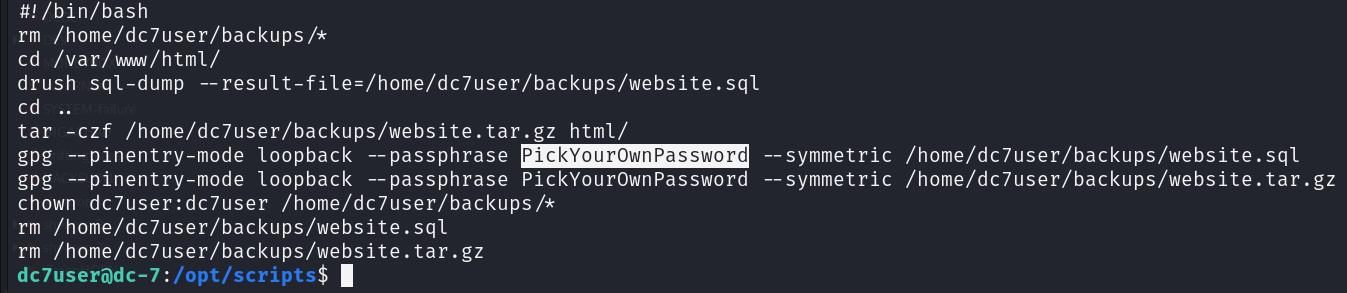 #!/bin/bash
rm /home/dc7user/backups/*
cd /var/www/html/
drush sql-dump --result-file=/home/dc7user/backups/website.sql
cd ..
tar -czf /home/dc7user/backups/website.tar.gz html/
gpg --pinentry-mode loopback --passphrase PickYourOwnPassword --symmetric /home/dc7user/backups/website.sql
gpg --pinentry-mode loopback --passphrase PickYourOwnPassword --symmetric /home/dc7user/backups/website.tar.gz
chown dc7user:dc7user /home/dc7user/backups/*
rm /home/dc7user/backups/website.sql
rm /home/dc7user/backups/website.tar.gz
dc7user@dc-7:/opt/scripts$